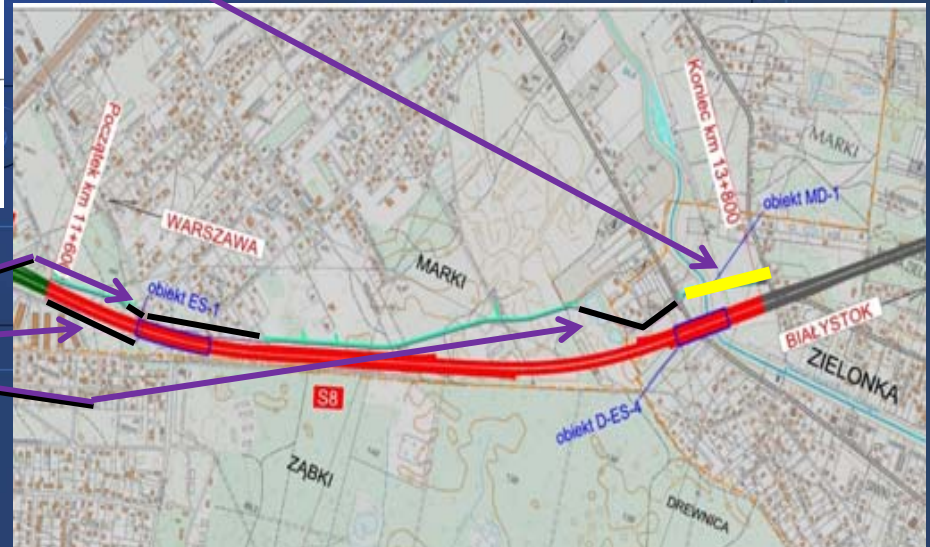 Początek km 11+60
WARSZAWA
obiekt ES-1
MARKI
Koniec km 13+800
MARKI
obiekt MD-1
BIAŁYSTOK
ZIELONKA
S8
obiekt D-ES-4
ZĄBKI
DREWNICA